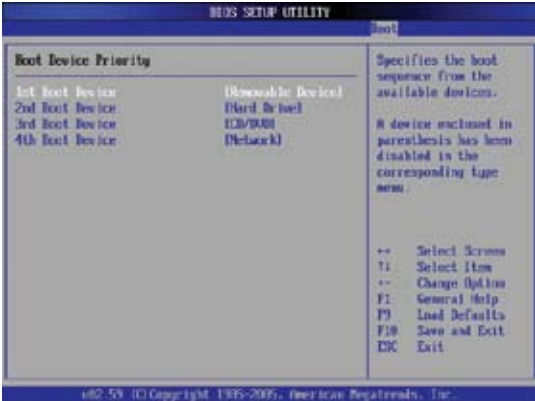 BIOS SETUP UTILITY
Boot
Boot Device Priority
1st Boot Device [Removable Device]
2nd Boot Device [Hard Drive]
3rd Boot Device [CD/DVD]
4th Boot Device [Network]
Specifies the boot
sequence from the
available devices.
A device enclosed in
parenthesis has been
disabled in the
corresponding type
menu.
↔ Select Screen
↑↓ Select Item
+- Change Option
F1 General Help
F9 Load Defaults
F10 Save and Exit
ESC Exit
v02.59 (C)Copyright 1985-2005, American Megatrends, Inc.